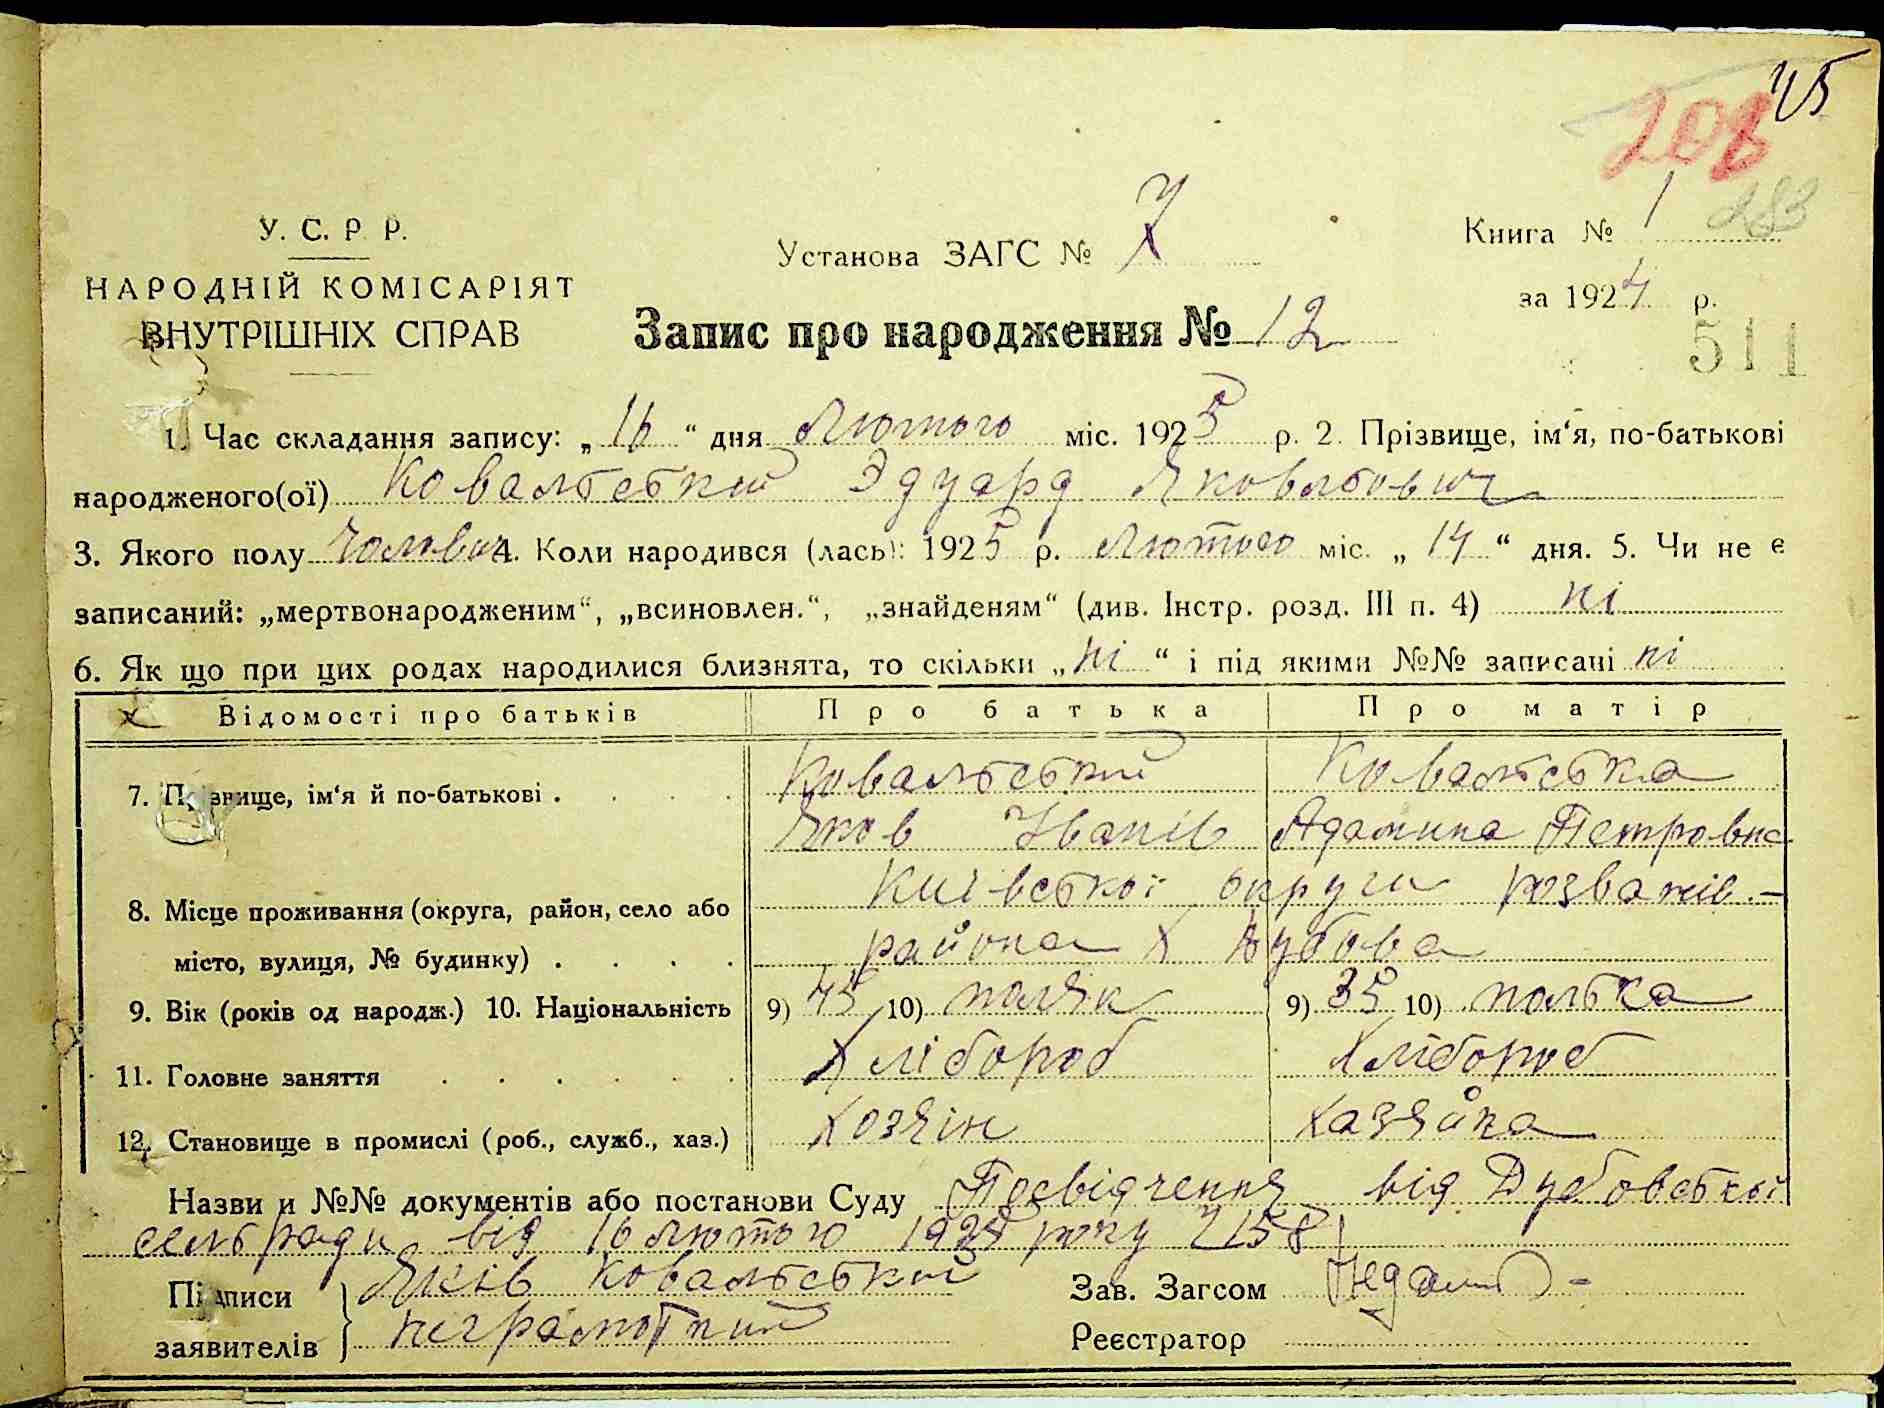 45
208
283
У. С. Р. Р.
НАРОДНІЙ КОМІСАРІЯТ
ВНУТРІШНІХ СПРАВ
Установа ЗАГС №
Книга № 1
за 1924 р.
511
Запис про народження № 12
1. Час складання запису: „ 16 “ дня Лютого міс. 1925 р. 2. Прізвище, ім‘я, по-батькові
народженого(ої) Ковальський Эдуард Яковльович
3. Якого полу чоловіч 4. Коли народився (лась): 1925 р. Лютого міс. „ 14 “ дня. 5. Чи не є
записаний: „мертвонародженим“, „всиновлен.“, „знайденям“ (див. Інстр. розд. III п. 4) ні
6. Як що при цих родах народилися близнята, то скільки „ ні “ і під якими №№ записані ні
Відомості про батьків Про батька Про матір
7. Прізвище, ім‘я й по-батькові . Ковальський Ковальська
Яков Іванів Адамина Петровна
8. Місце проживання (округа, район, село або Київської округи розважів.-
місто, вулиця, № будинку) района х Дубова
9. Вік (років од народж.) 10. Національність 9) 45 10) поляк 9) 35 10) полька
11. Головне заняття Хлібороб Хлібороб
12. Становище в промислі (роб., служб., хаз.) хозяін хазяйка
Назви и №№ документів або постанови Суду Посвідчення від Дубовської
сельради від 16 лютого 1925 року 2158
Підписи Яків Ковальський Зав. Загсом
заявителів неграмотний Реєстратор